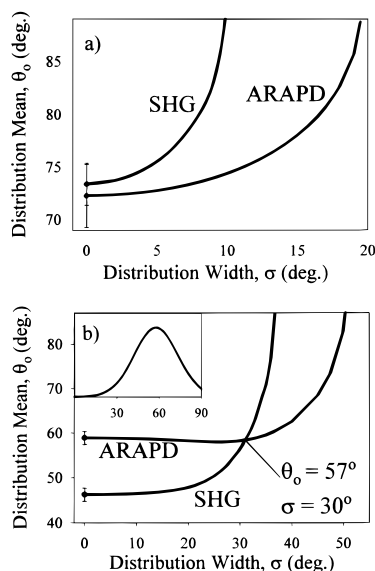 a)
85
80
75
70
SHG
ARAPD
0 5 10 15 20
Distribution Width, σ (deg.)
Distribution Mean, θo (deg.)
b)
80
70
60
50
40
30 60 90
ARAPD
SHG
θo = 57º
σ = 30º
0 10 20 30 40 50
Distribution Width, σ (deg.)
Distribution Mean, θo (deg.)